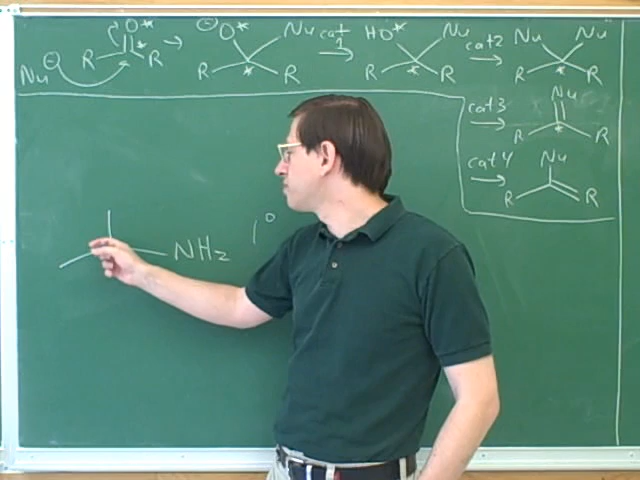 Nu⊖ R O* * R → ⊖O* Nu R * R cat 1 → HO* Nu R * R cat 2 → Nu Nu R * R
cat 3 → Nu R * R
cat 4 → Nu R R
NH₂ 1°